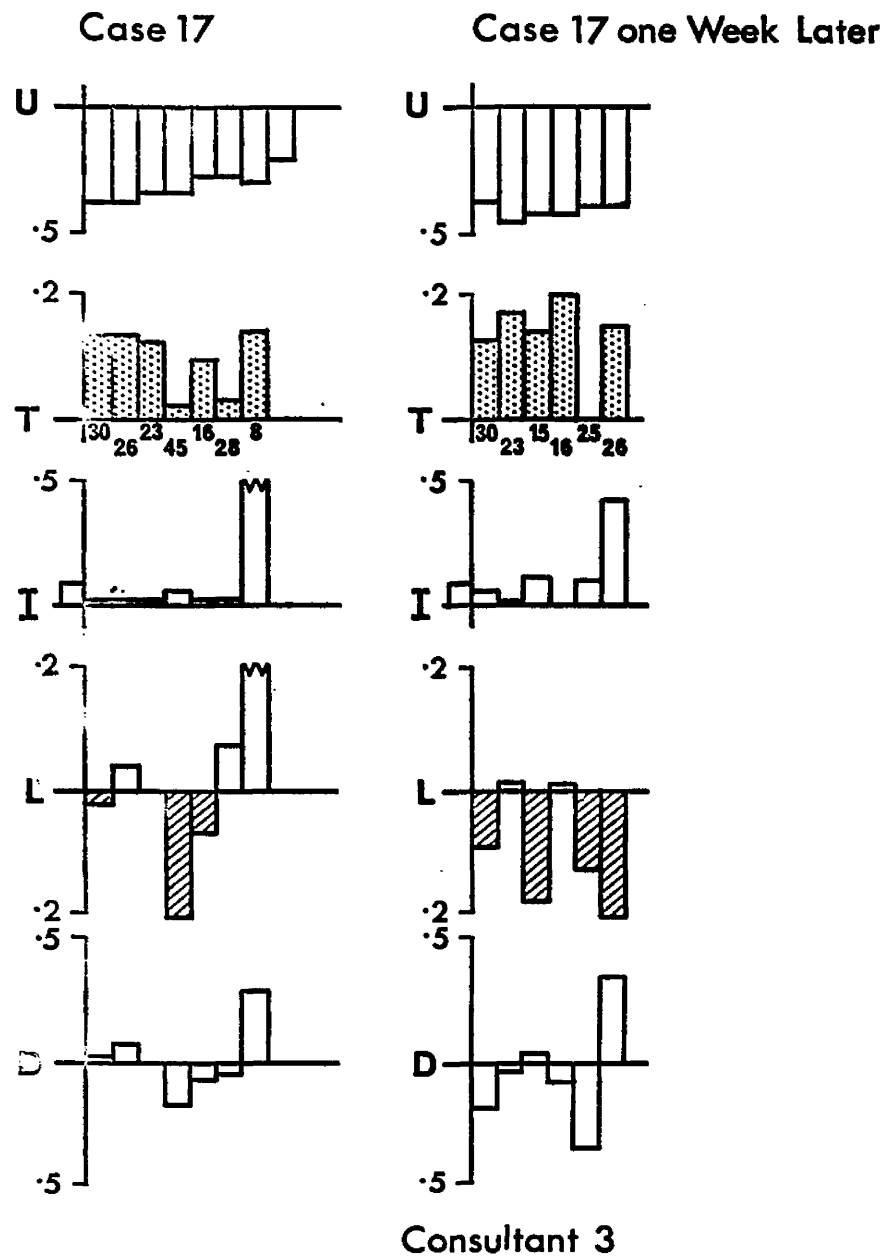 Case 17
Case 17 one Week Later
U
U
·5
·5
·2
·2
T
T
30 26 23 45 16 28 8
30 23 15 16 25 26
·5
·5
I
I
·2
·2
L
L
·2
·2
·5
·5
D
D
·5
·5
Consultant 3